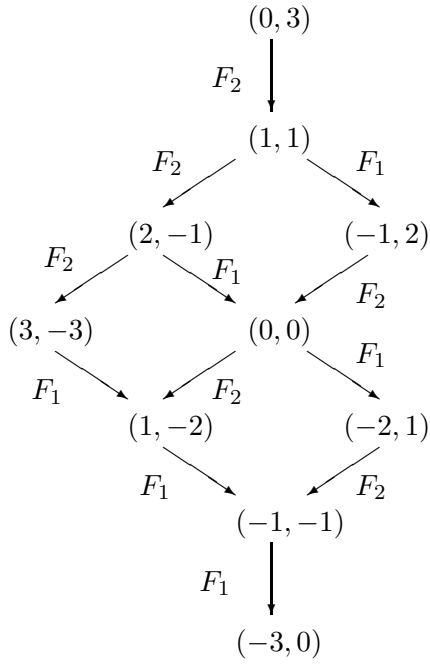 (0, 3)
F2
(1, 1)
F2 F1
(2, −1) (−1, 2)
F2 F1 F2
(3, −3) (0, 0)
F1 F2 F1
(1, −2) (−2, 1)
F1 F2
(−1, −1)
F1
(−3, 0)